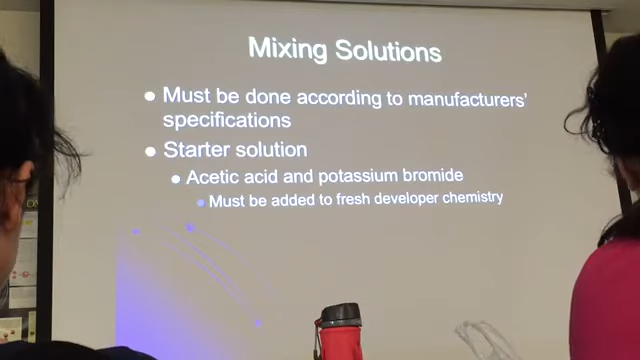 Mixing Solutions
Must be done according to manufacturers'
specifications
Starter solution
Acetic acid and potassium bromide
Must be added to fresh developer chemistry